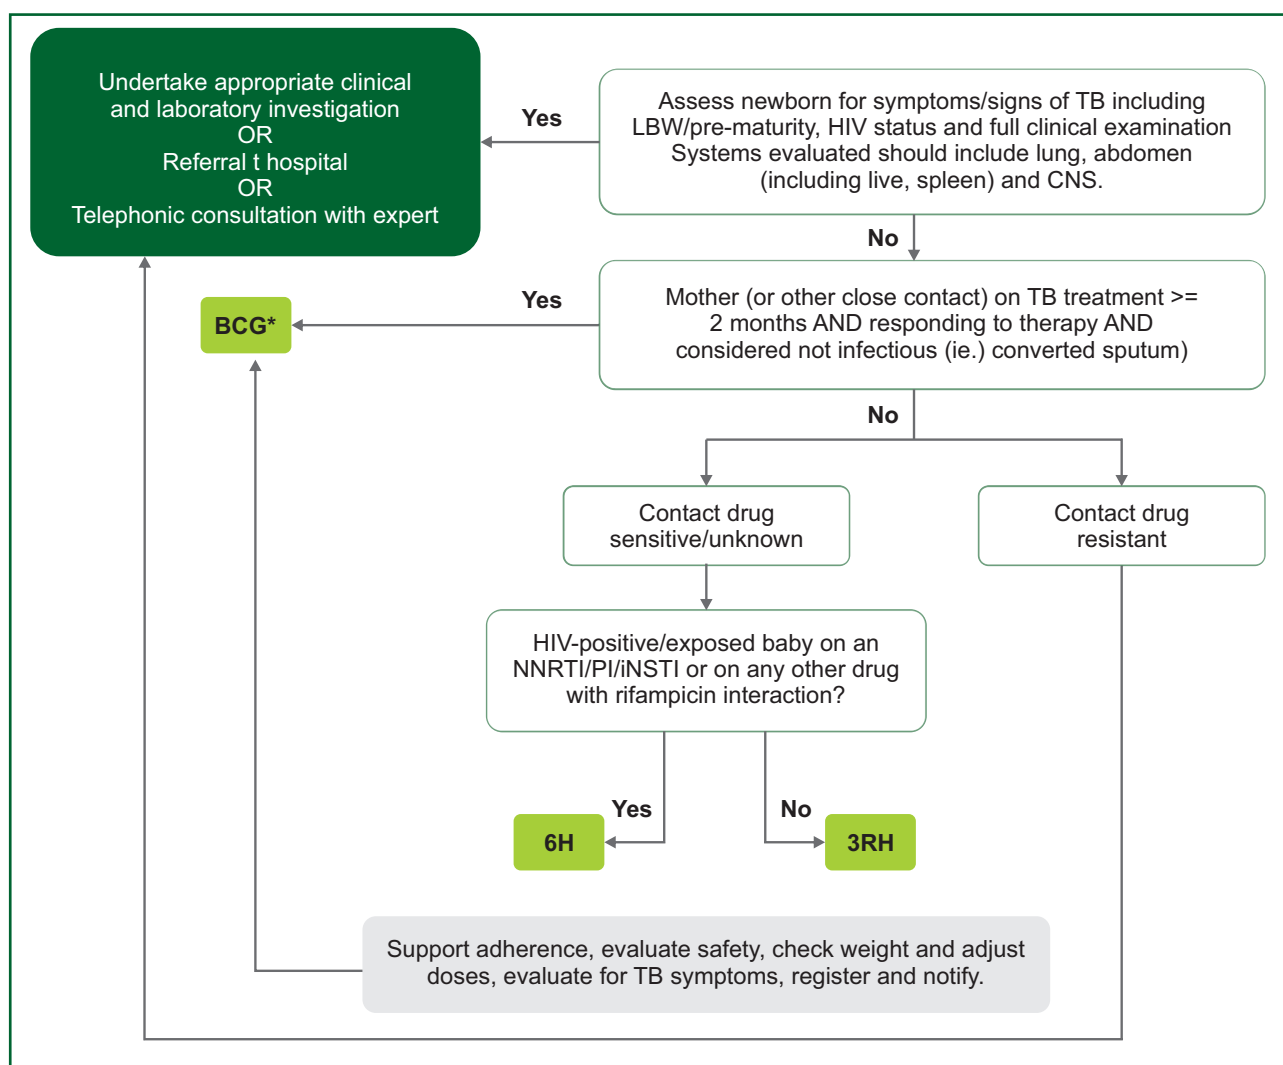 Undertake appropriate clinical
and laboratory investigation
OR
Referral t hospital
OR
Telephonic consultation with expert
Yes
Assess newborn for symptoms/signs of TB including
LBW/pre-maturity, HIV status and full clinical examination
Systems evaluated should include lung, abdomen
(including live, spleen) and CNS.
No
BCG*
Yes
Mother (or other close contact) on TB treatment >=
2 months AND responding to therapy AND
considered not infectious (ie.) converted sputum)
No
Contact drug
sensitive/unknown
Contact drug
resistant
HIV-positive/exposed baby on an
NNRTI/PI/iNSTI or on any other drug
with rifampicin interaction?
Yes
No
6H
3RH
Support adherence, evaluate safety, check weight and adjust
doses, evaluate for TB symptoms, register and notify.